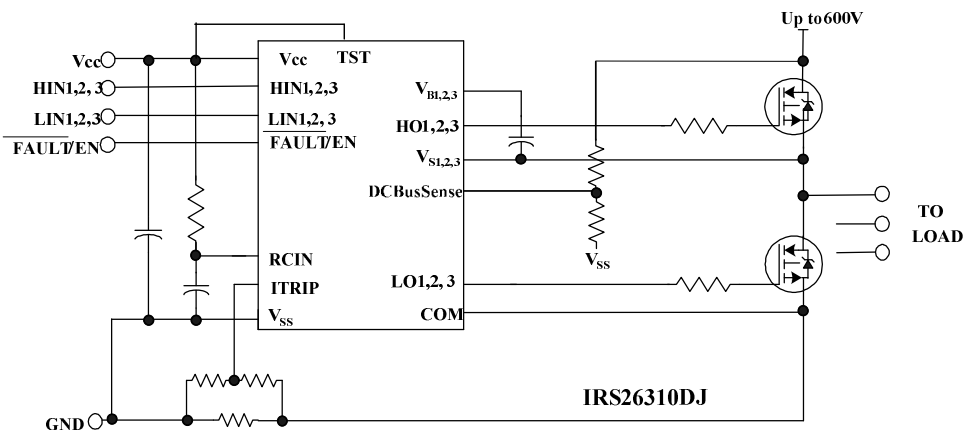 Up to600V
Vcc
Vcc
TST
HIN1,2, 3
HIN1,2,3
VB1,2,3
LIN1,2,3
LIN1,2, 3
HO1,2,3
FAULT/EN
FAULT/EN
VS1,2,3
DCBusSense
TO
LOAD
RCIN
VSS
ITRIP
LO1,2, 3
VSS
COM
IRS26310DJ
GND